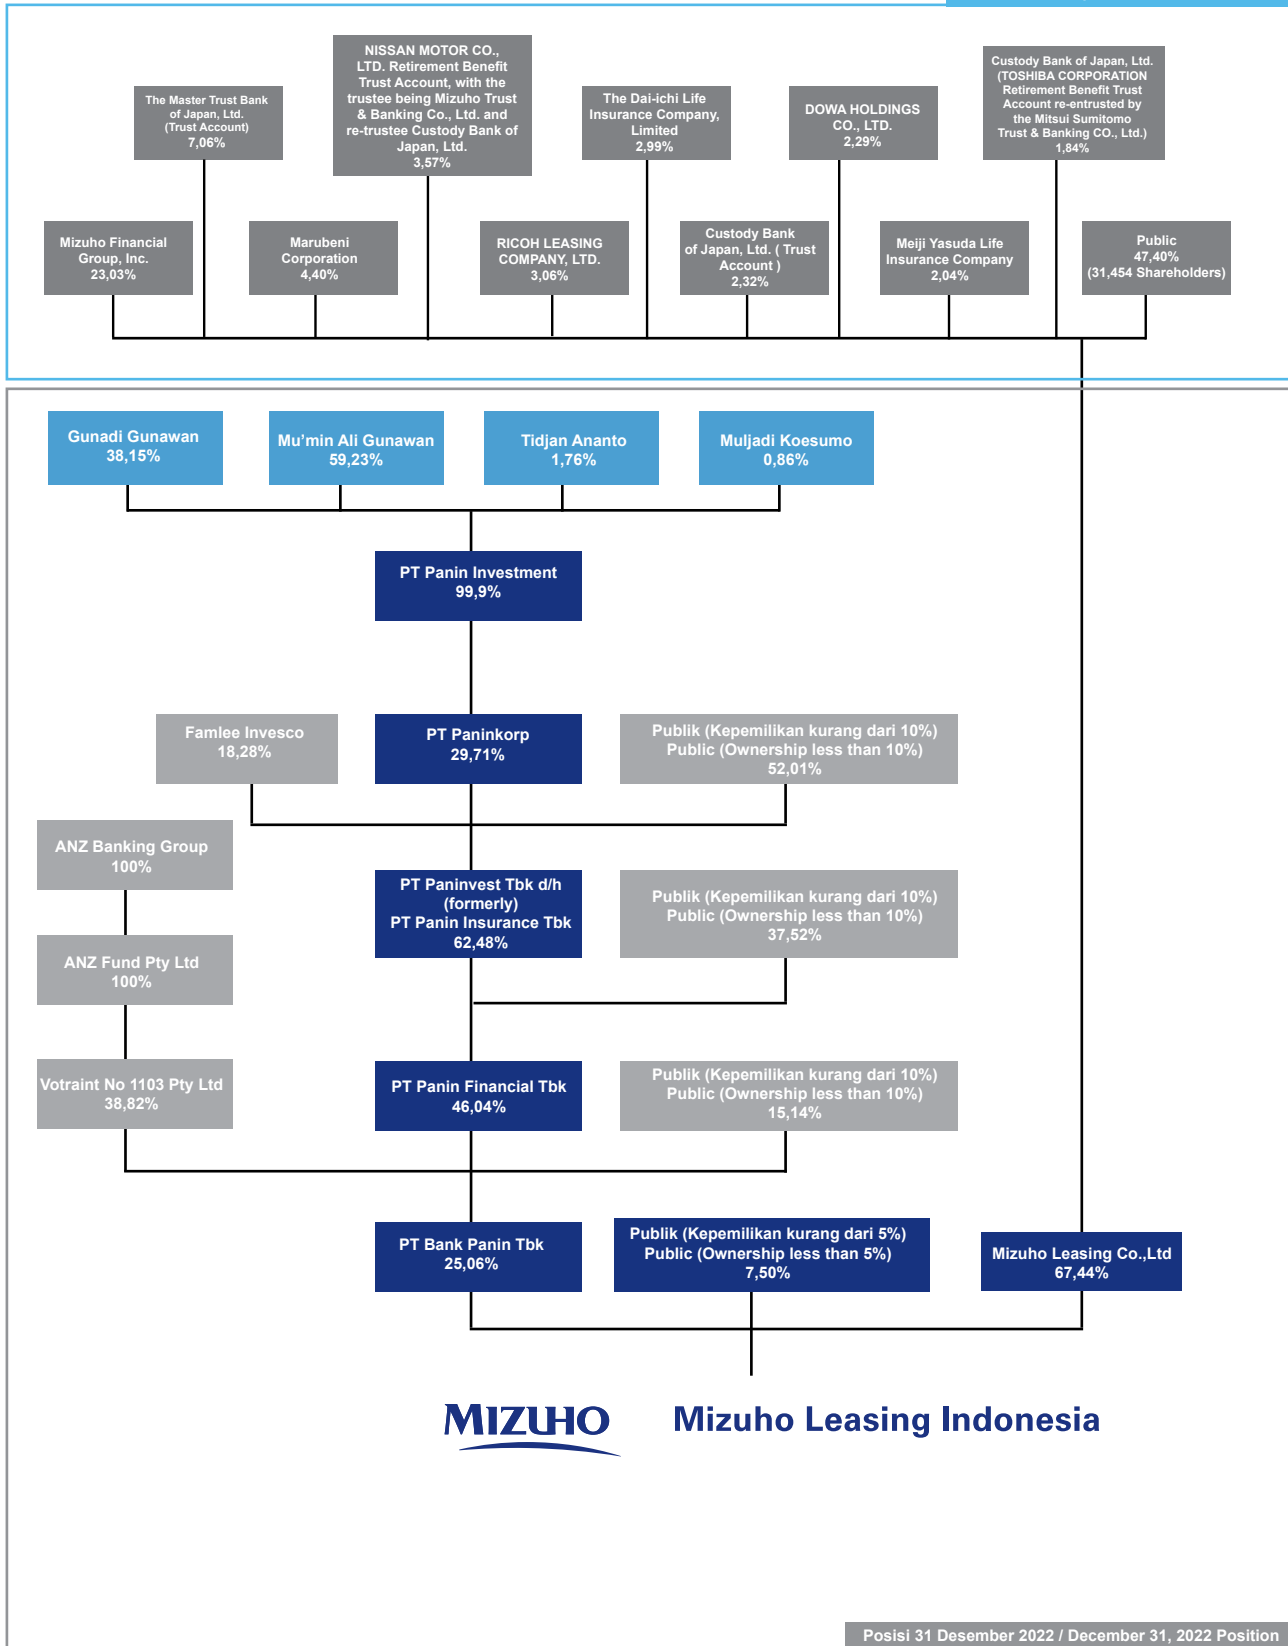 NISSAN MOTOR CO.,
LTD. Retirement Benefit
Trust Account, with the
trustee being Mizuho Trust
& Banking Co., Ltd. and
re-trustee Custody Bank of
Japan, Ltd.
3,57%
Custody Bank of Japan, Ltd.
(TOSHIBA CORPORATION
Retirement Benefit Trust
Account re-entrusted by
the Mitsui Sumitomo
Trust & Banking CO., Ltd.)
1,84%
The Master Trust Bank
of Japan, Ltd.
(Trust Account)
7,06%
The Dai-ichi Life
Insurance Company,
Limited
2,99%
DOWA HOLDINGS
CO., LTD.
2,29%
Mizuho Financial
Group, Inc.
23,03%
Marubeni
Corporation
4,40%
RICOH LEASING
COMPANY, LTD.
3,06%
Custody Bank
of Japan, Ltd. ( Trust
Account )
2,32%
Meiji Yasuda Life
Insurance Company
2,04%
Public
47,40%
(31,454 Shareholders)
Gunadi Gunawan
38,15%
Mu’min Ali Gunawan
59,23%
Tidjan Ananto
1,76%
Muljadi Koesumo
0,86%
PT Panin Investment
99,9%
Famlee Invesco
18,28%
PT Paninkorp
29,71%
Publik (Kepemilikan kurang dari 10%)
Public (Ownership less than 10%)
52,01%
ANZ Banking Group
100%
PT Paninvest Tbk d/h
(formerly)
PT Panin Insurance Tbk
62,48%
Publik (Kepemilikan kurang dari 10%)
Public (Ownership less than 10%)
37,52%
ANZ Fund Pty Ltd
100%
Votraint No 1103 Pty Ltd
38,82%
PT Panin Financial Tbk
46,04%
Publik (Kepemilikan kurang dari 10%)
Public (Ownership less than 10%)
15,14%
PT Bank Panin Tbk
25,06%
Publik (Kepemilikan kurang dari 5%)
Public (Ownership less than 5%)
7,50%
Mizuho Leasing Co.,Ltd
67,44%
MIZUHO
Mizuho Leasing Indonesia
Posisi 31 Desember 2022 / December 31, 2022 Position